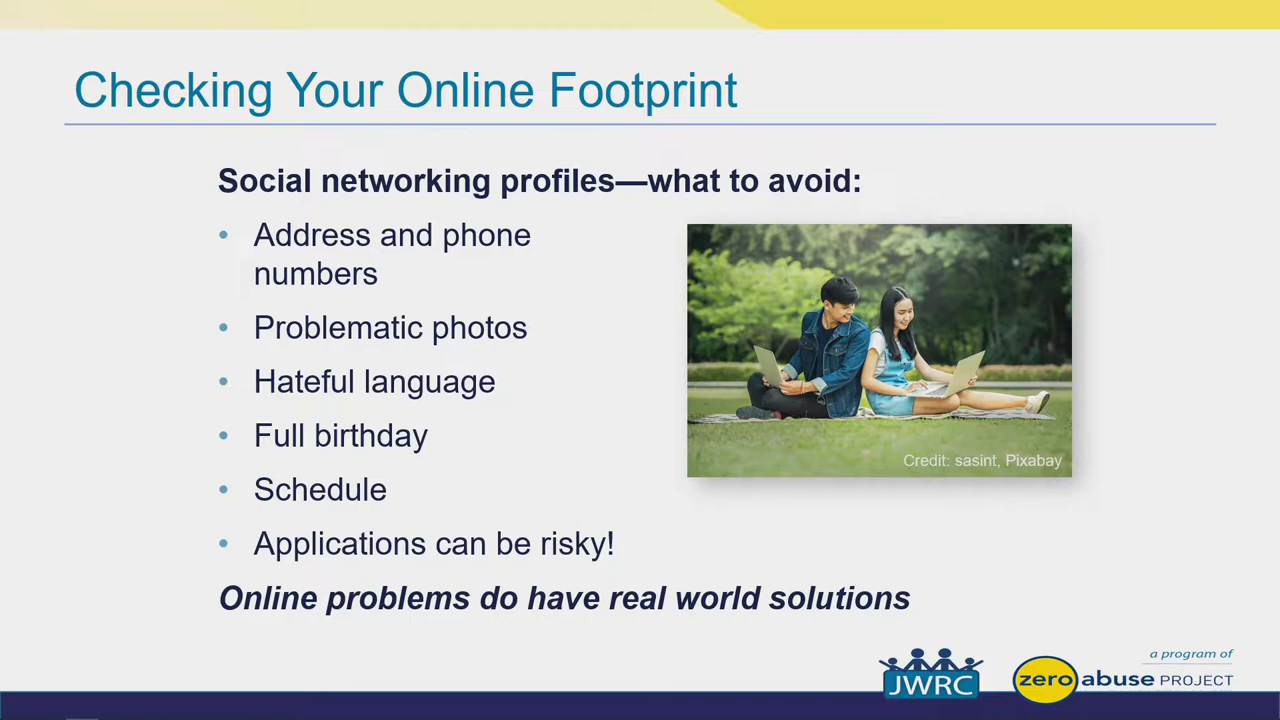 Checking Your Online Footprint
Social networking profiles—what to avoid:
• Address and phone
numbers
• Problematic photos
• Hateful language
• Full birthday
• Schedule
• Applications can be risky!
Credit: sasint, Pixabay
Online problems do have real world solutions
JWRC
a program of
zero abuse PROJECT